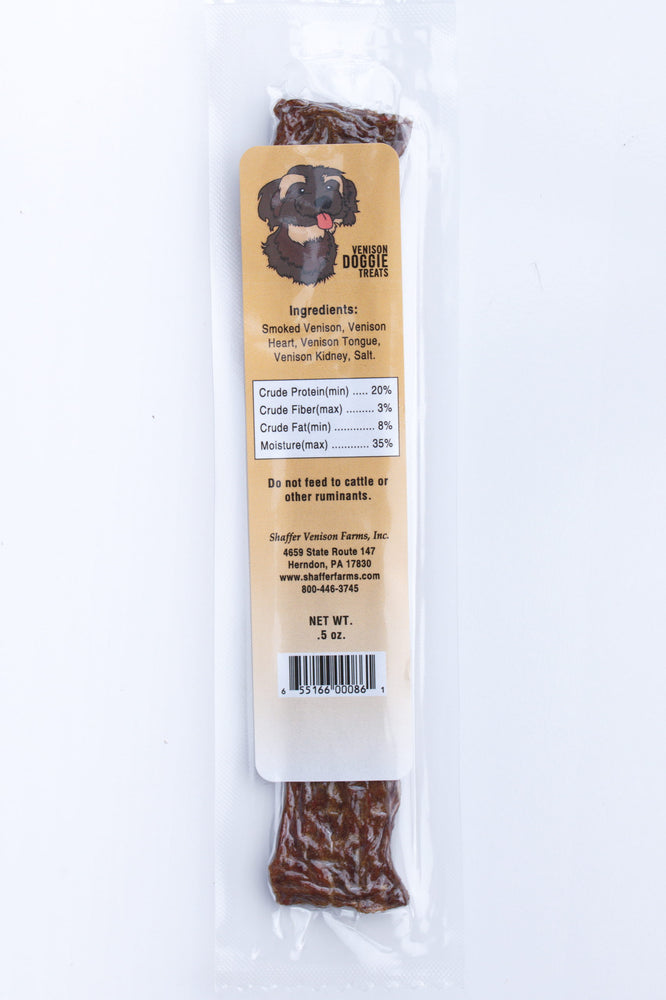 VENISON
DOGGIE
TREATS
Ingredients:
Smoked Venison, Venison
Heart, Venison Tongue,
Venison Kidney, Salt.
Crude Protein(min) ..... 20%
Crude Fiber(max) ......... 3%
Crude Fat(min) ............. 8%
Moisture(max) ............ 35%
Do not feed to cattle or
other ruminants.
Shaffer Venison Farms, Inc.
4659 State Route 147
Herndon, PA 17830
www.shafferfarms.com
800-446-3745
NET WT.
.5 oz.
6 55166 00086 1